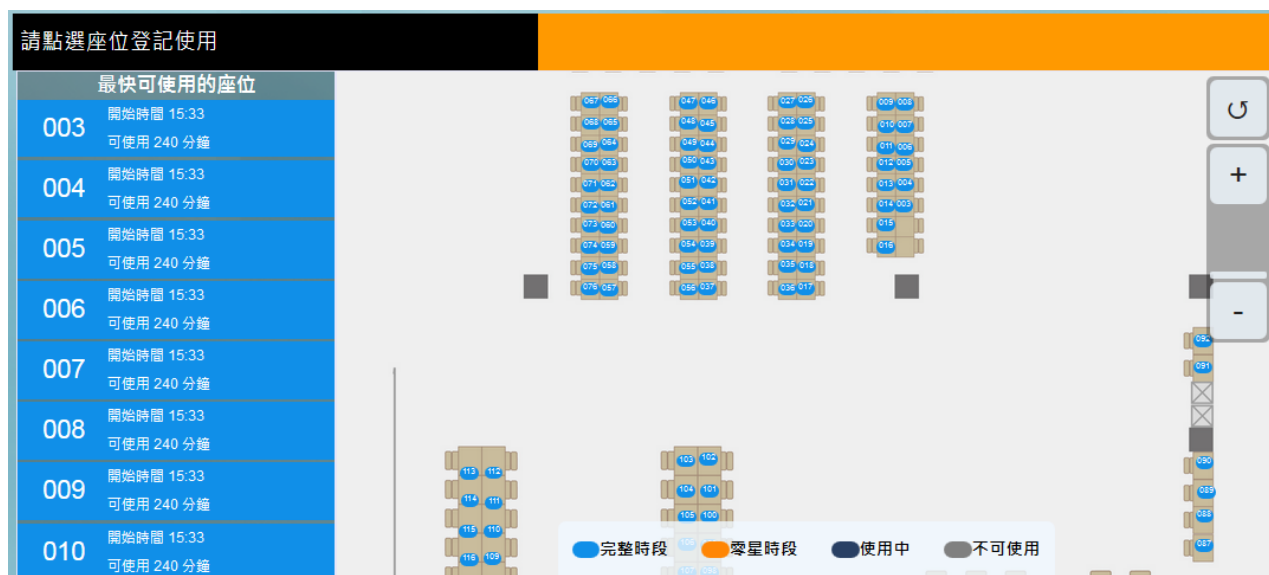 請點選座位登記使用
最快可使用的座位
003
開始時間 15:33
可使用 240 分鐘
004
開始時間 15:33
可使用 240 分鐘
005
開始時間 15:33
可使用 240 分鐘
006
開始時間 15:33
可使用 240 分鐘
007
開始時間 15:33
可使用 240 分鐘
008
開始時間 15:33
可使用 240 分鐘
009
開始時間 15:33
可使用 240 分鐘
010
開始時間 15:33
可使用 240 分鐘
067 066 047 046 027 026 009 008
068 065 048 045 028 025 010 007
069 064 049 044 029 024 011 006
070 063 050 043 030 023 012 005
071 062 051 042 031 022 013 004
072 061 052 041 032 021 014 003
073 060 053 040 033 020 015
074 059 054 039 034 019 016
075 058 055 038 035 018
076 057 056 037 036 017
↺
+
-
092
091
090
089
088
087
113 112 103 102
114 111 104 101
115 110 105 100
116 109
完整時段 零星時段 使用中 不可使用